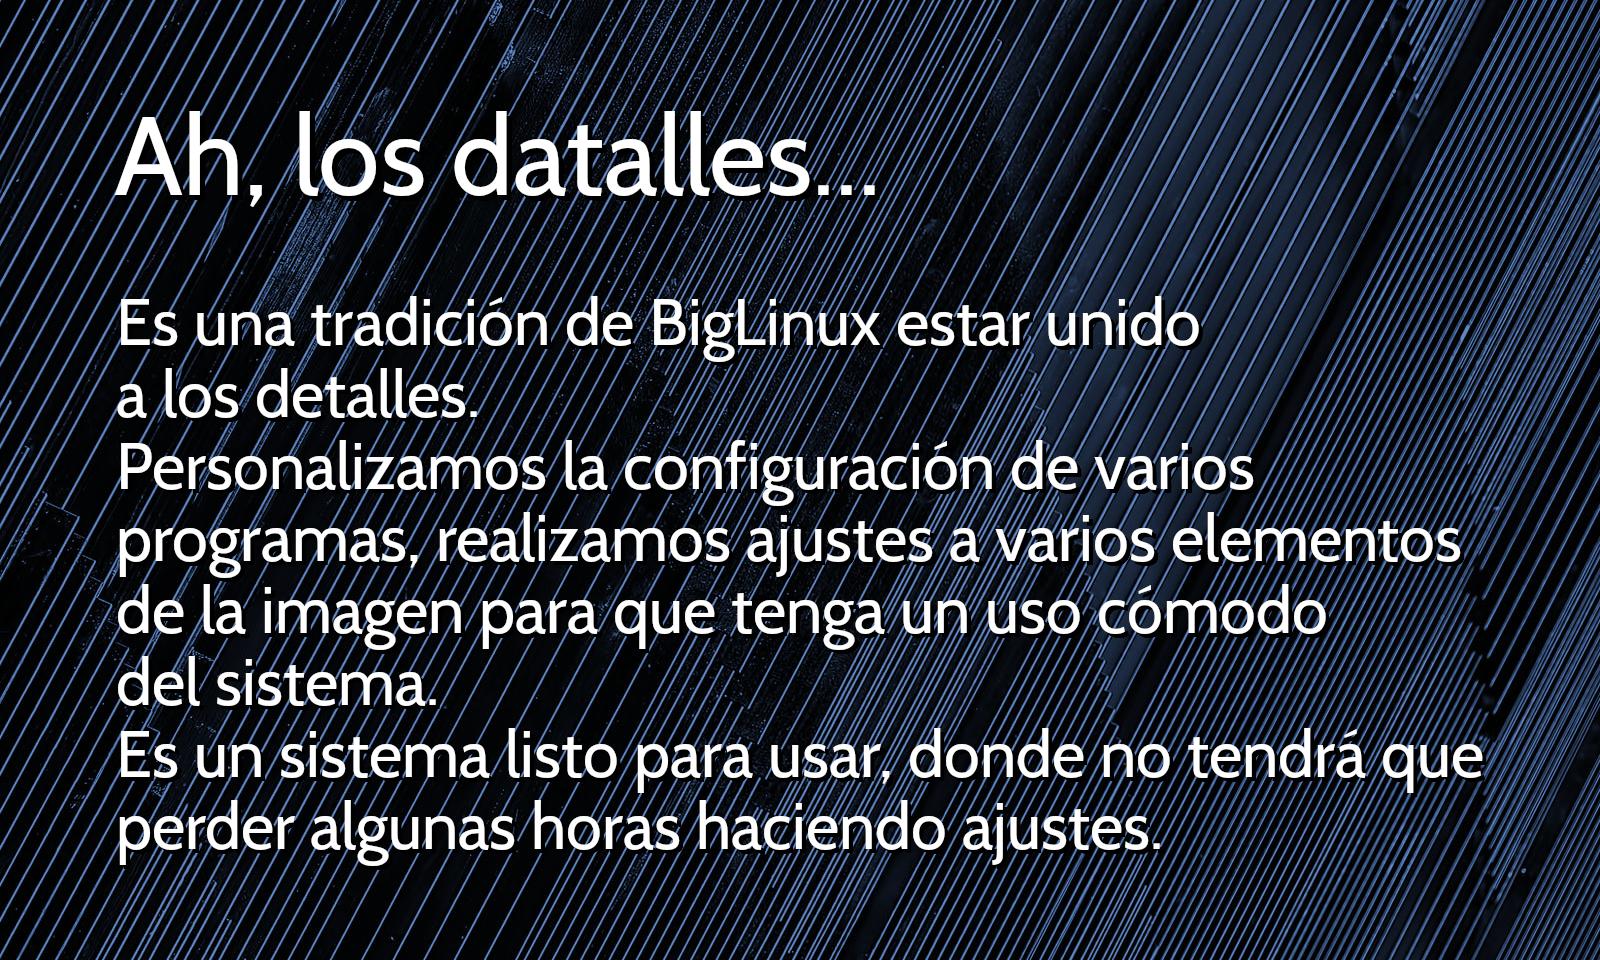 Ah, los datalles...
Es una tradición de BigLinux estar unido
a los detalles.
Personalizamos la configuración de varios
programas, realizamos ajustes a varios elementos
de la imagen para que tenga un uso cómodo
del sistema.
Es un sistema listo para usar, donde no tendrá que
perder algunas horas haciendo ajustes.